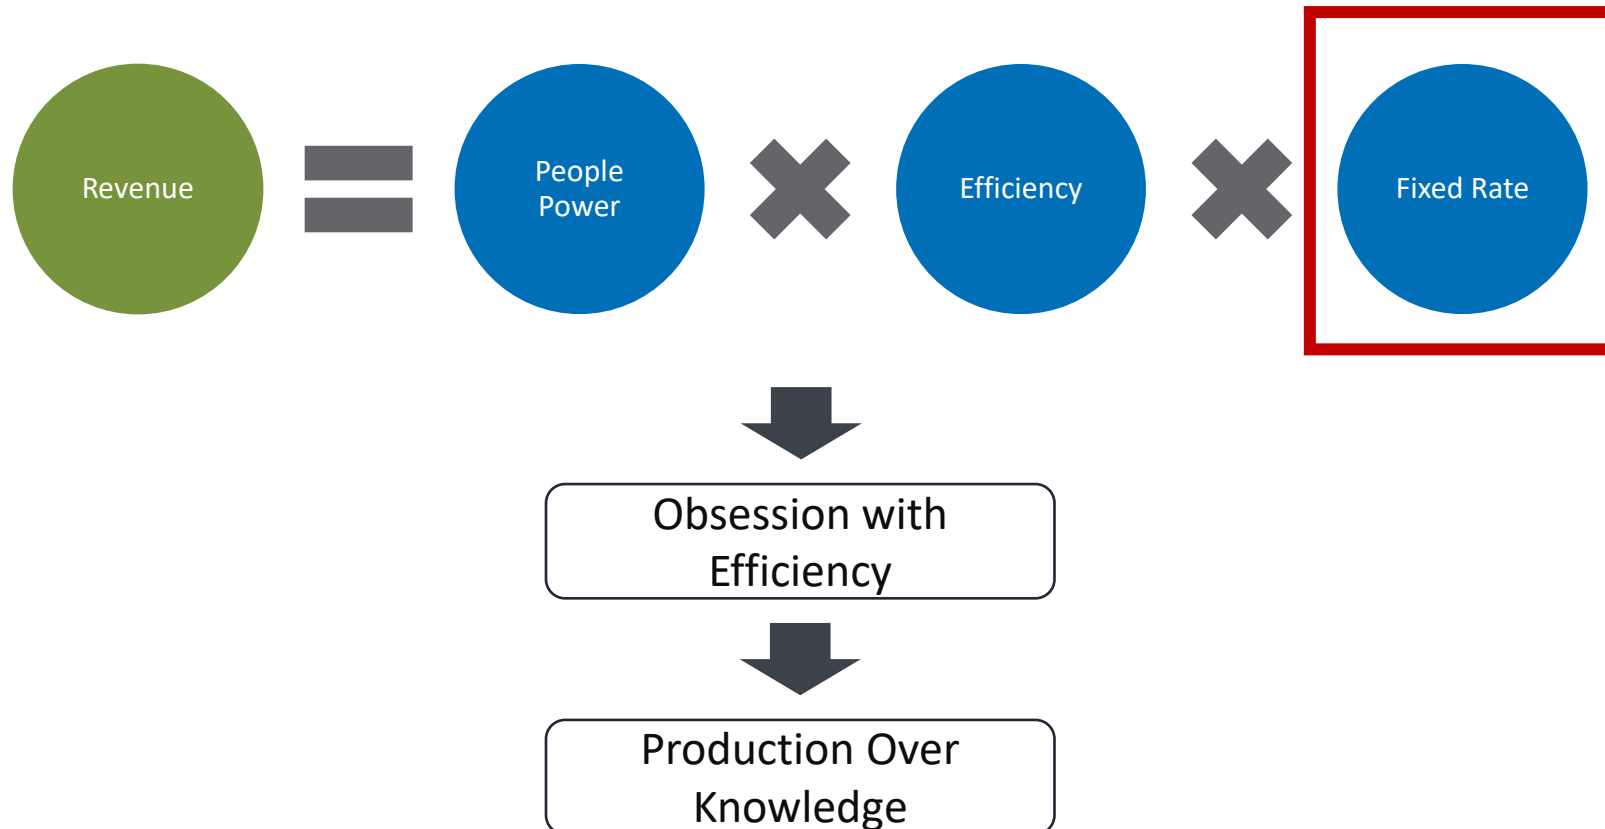 Revenue
People
Power
Efficiency
Fixed Rate
Obsession with
Efficiency
Production Over
Knowledge